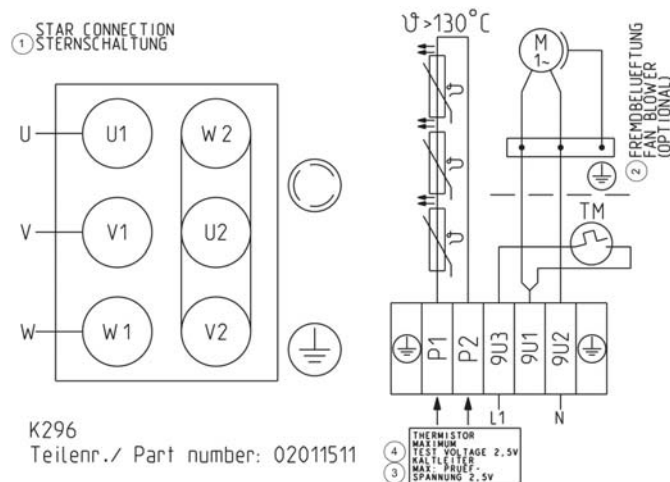 1
STAR CONNECTION
STERNSCHALTUNG
U
U1
W2
V
V1
U2
W
W1
V2
K296
Teilenr./ Part number: 02011511
ϑ>130°C
ϑ
ϑ
ϑ
M
1~
2
FREMDBELUEFTUNG
FAN BLOWER
(OPTIONAL)
TM
P1
P2
9U3
9U1
9U2
L1
N
4
THERMISTOR
MAXIMUM
TEST VOLTAGE 2,5V
3
KALTLEITER
MAX: PRUEF-
SPANNUNG 2,5V